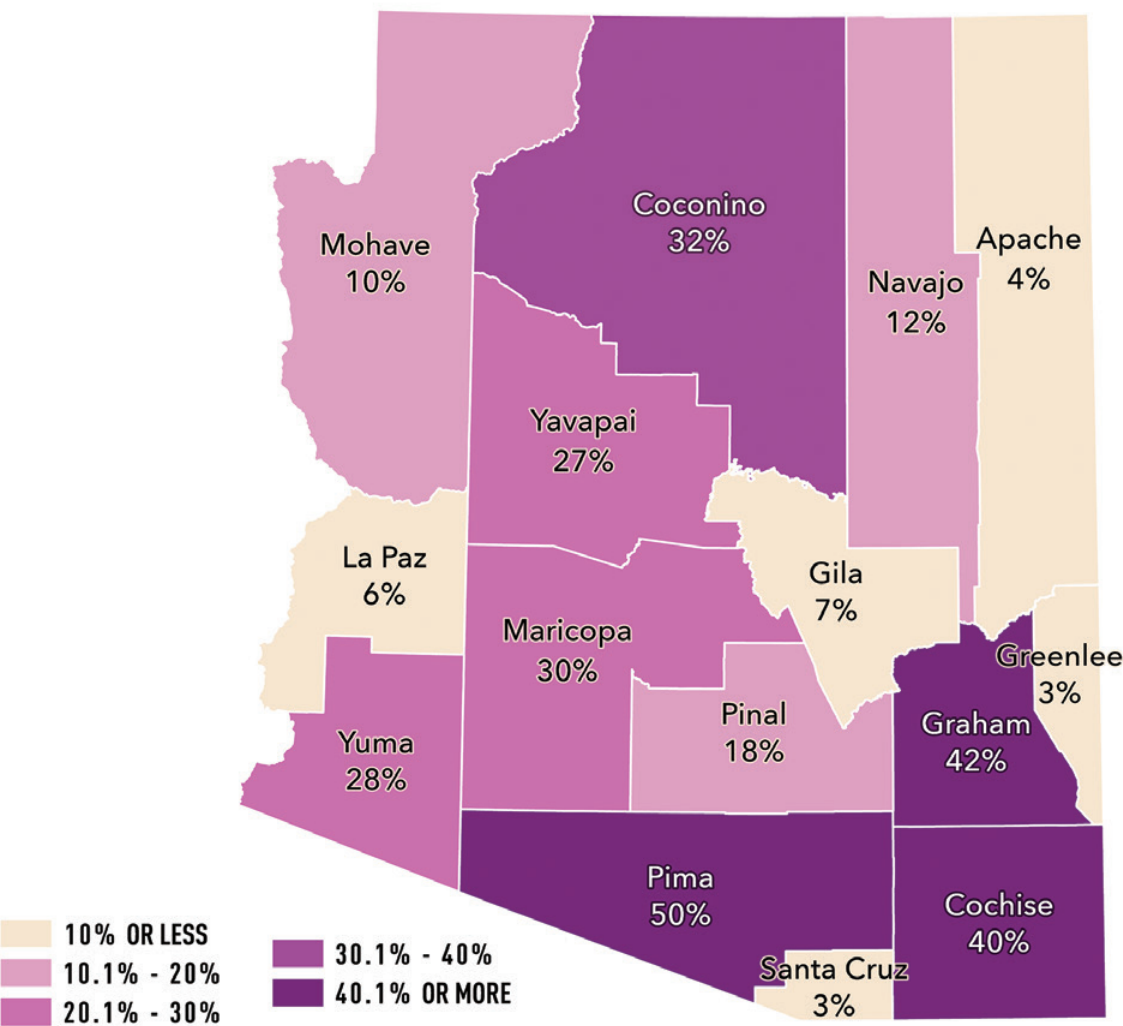 Coconino
32%
Mohave
10%
Apache
4%
Navajo
12%
Yavapai
27%
La Paz
6%
Gila
7%
Maricopa
30%
Greenlee
3%
Pinal
18%
Graham
42%
Yuma
28%
Pima
50%
Cochise
40%
Santa Cruz
3%
10% OR LESS
10.1% - 20%
20.1% - 30%
30.1% - 40%
40.1% OR MORE